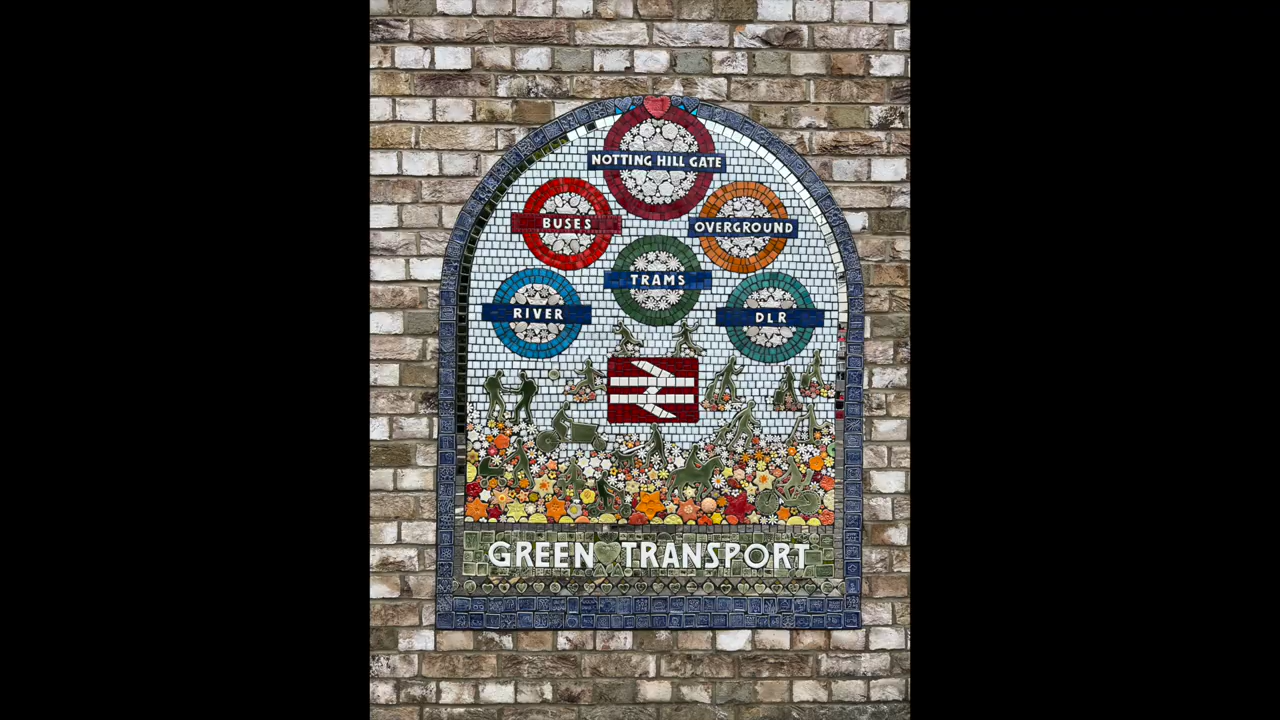 NOTTING HILL GATE
BUSES
OVERGROUND
TRAMS
RIVER
DLR
GREEN TRANSPORT